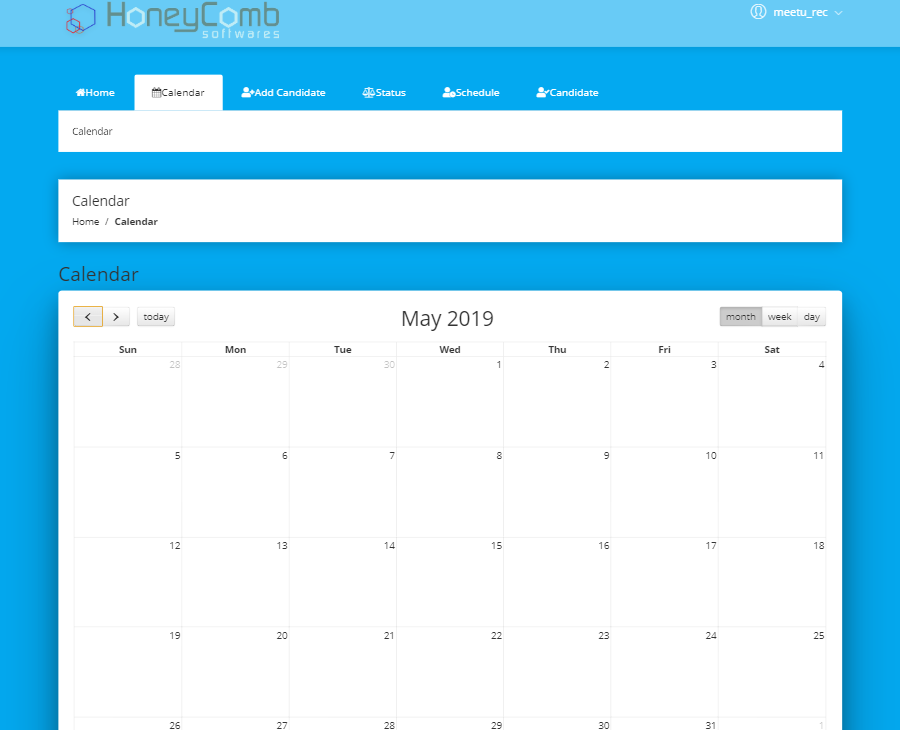 HoneyComb
softwares
meetu_rec
Home Calendar Add Candidate Status Schedule Candidate
Calendar
Calendar
Home / Calendar
Calendar
today May 2019 month week day
Sun Mon Tue Wed Thu Fri Sat
28 29 30 1 2 3 4
5 6 7 8 9 10 11
12 13 14 15 16 17 18
19 20 21 22 23 24 25
26 27 28 29 30 31 1